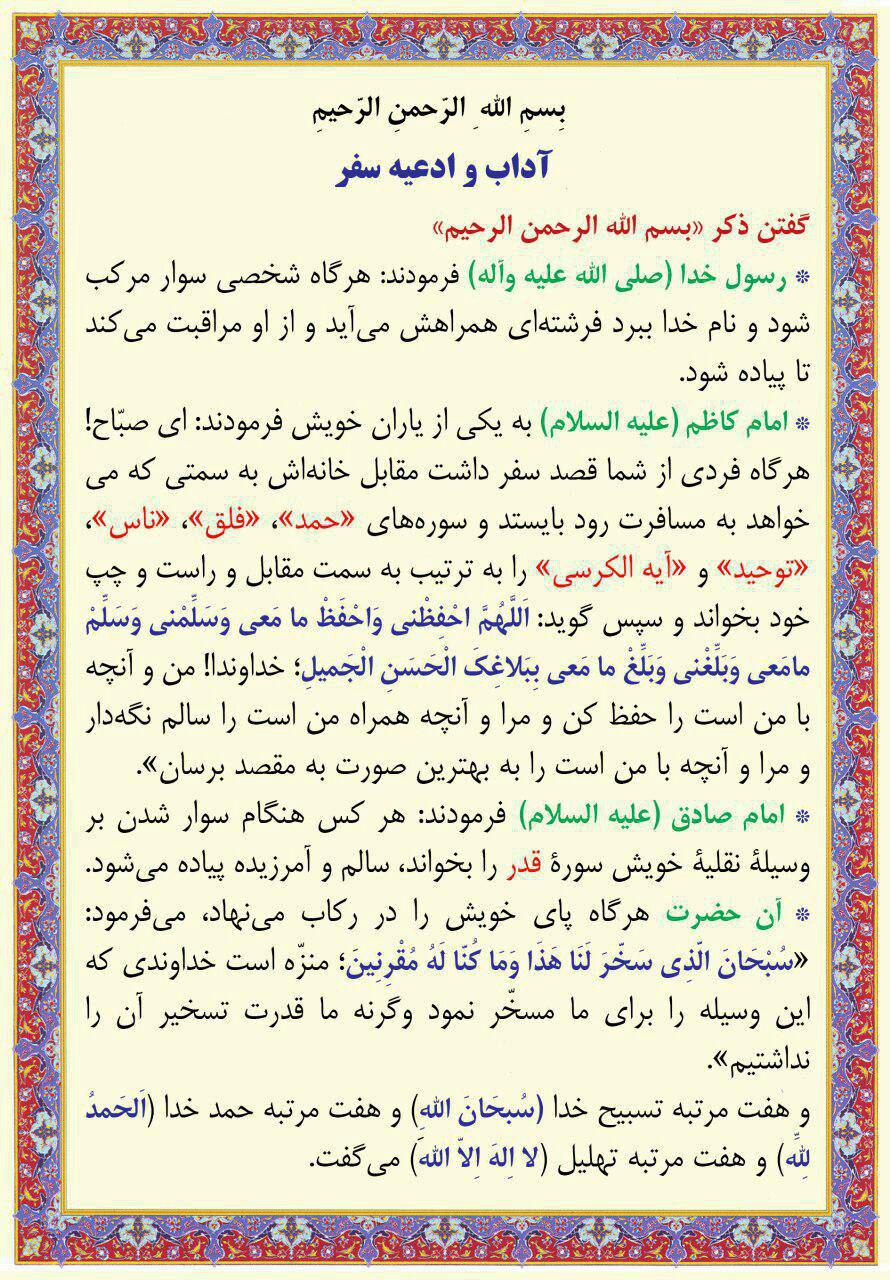 بِسمِ اللهِ الرّحمنِ الرّحیمِ
آداب و ادعیه سفر
گفتن ذکر «بسم الله الرحمن الرحیم»
* رسول خدا (صلی الله علیه وآله) فرمودند: هرگاه شخصی سوار مرکب
شود و نام خدا ببرد فرشته‌ای همراهش می‌آید و از او مراقبت می‌کند
تا پیاده شود.
* امام کاظم (علیه السلام) به یکی از یاران خویش فرمودند: ای صبّاح!
هرگاه فردی از شما قصد سفر داشت مقابل خانه‌اش به سمتی که می
خواهد به مسافرت رود بایستد و سوره‌های «حمد»، «فلق»، «ناس»،
«توحید» و «آیه الکرسی» را به ترتیب به سمت مقابل و راست و چپ
خود بخواند و سپس گوید: اَللَّهُمَّ احْفِظْنی وَاحْفَظْ ما مَعی وَسَلِّمْنی وَسَلِّمْ
مامَعی وَبَلِّغْنی وَبَلِّغْ ما مَعی بِبَلاغِکَ الْحَسَنِ الْجَمیلِ؛ خداوندا! من و آنچه
با من است را حفظ کن و مرا و آنچه همراه من است را سالم نگه‌دار
و مرا و آنچه با من است را به بهترین صورت به مقصد برسان».
* امام صادق (علیه السلام) فرمودند: هر کس هنگام سوار شدن بر
وسیلهٔ نقلیهٔ خویش سورهٔ قدر را بخواند، سالم و آمرزیده پیاده می‌شود.
* آن حضرت هرگاه پای خویش را در رکاب می‌نهاد، می‌فرمود:
«سُبْحَانَ الّذِی سَخّرَ لَنَا هَذَا وَمَا کُنّا لَهُ مُقْرِنِینَ؛ منزّه است خداوندی که
این وسیله را برای ما مسخّر نمود وگرنه ما قدرت تسخیر آن را
نداشتیم».
و هفت مرتبه تسبیح خدا (سُبحَانَ اللهِ) و هفت مرتبه حمد خدا (اَلحَمدُ
لِلَّهِ) و هفت مرتبه تهلیل (لا اِلهَ اِلاّ اللهَ) می‌گفت.